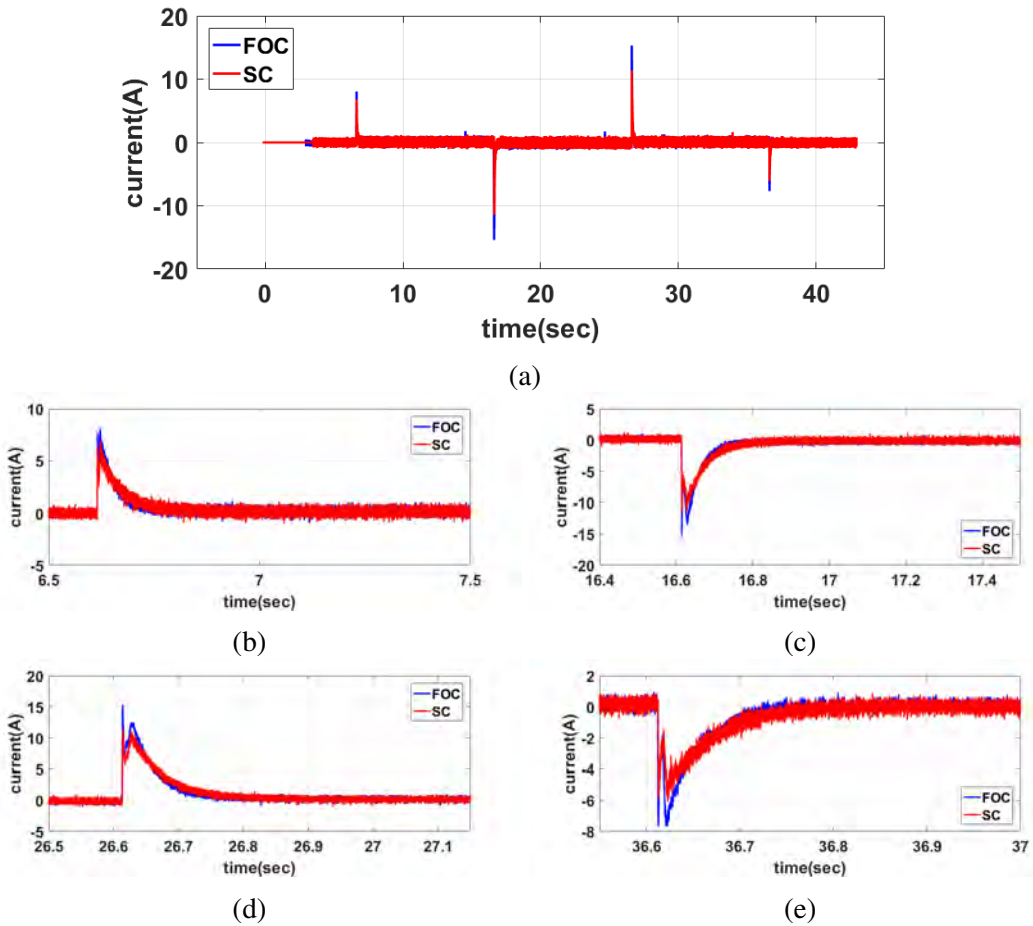 20
10
0
-10
-20
current(A)
FOC
SC
0 10 20 30 40
time(sec)
(a)
10
5
0
-5
current(A)
FOC
SC
6.5 7 7.5
time(sec)
(b)
5
0
-5
-10
-15
-20
current(A)
FOC
SC
16.4 16.6 16.8 17 17.2 17.4
time(sec)
(c)
20
15
10
5
0
-5
current(A)
FOC
SC
26.5 26.6 26.7 26.8 26.9 27 27.1
time(sec)
(d)
2
0
-2
-4
-6
-8
current(A)
FOC
SC
36.6 36.7 36.8 36.9 37
time(sec)
(e)